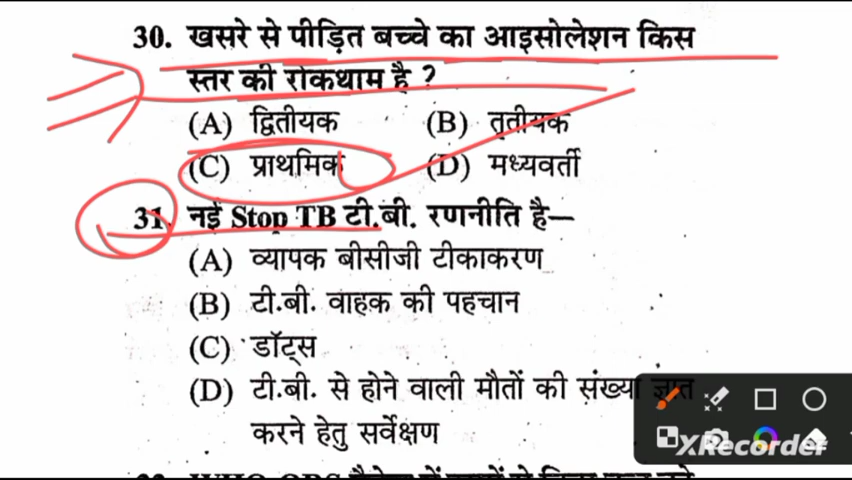 30. खसरे से पीड़ित बच्चे का आइसोलेशन किस
स्तर की रोकथाम है ?
(A) द्वितीयक (B) तृतीयक
(C) प्राथमिक (D) मध्यवर्ती
31. नई Stop TB टी.बी. रणनीति है—
(A) व्यापक बीसीजी टीकाकरण
(B) टी.बी. वाहक की पहचान
(C) डॉट्स
(D) टी.बी. से होने वाली मौतों की संख्या ज्ञात
करने हेतु सर्वेक्षण
XRecorder